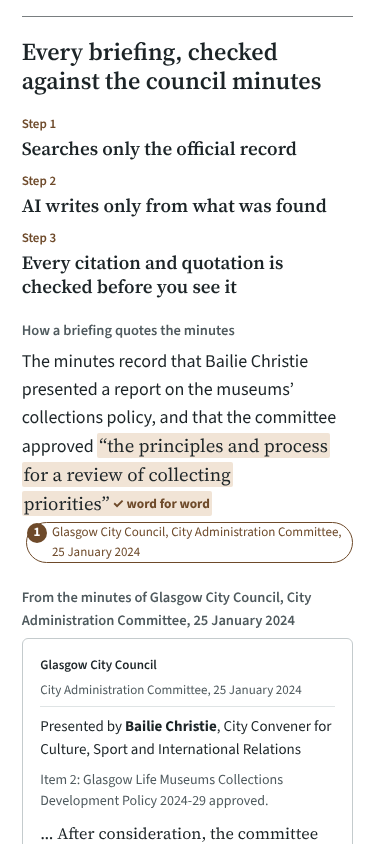 Every briefing, checked
against the council minutes
Step 1
Searches only the official record
Step 2
AI writes only from what was found
Step 3
Every citation and quotation is
checked before you see it
How a briefing quotes the minutes
The minutes record that Bailie Christie
presented a report on the museums’
collections policy, and that the committee
approved “the principles and process
for a review of collecting
priorities” ✓ word for word
1 Glasgow City Council, City Administration Committee,
25 January 2024
From the minutes of Glasgow City Council, City
Administration Committee, 25 January 2024
Glasgow City Council
City Administration Committee, 25 January 2024
Presented by Bailie Christie, City Convener for
Culture, Sport and International Relations
Item 2: Glasgow Life Museums Collections
Development Policy 2024-29 approved.
... After consideration, the committee